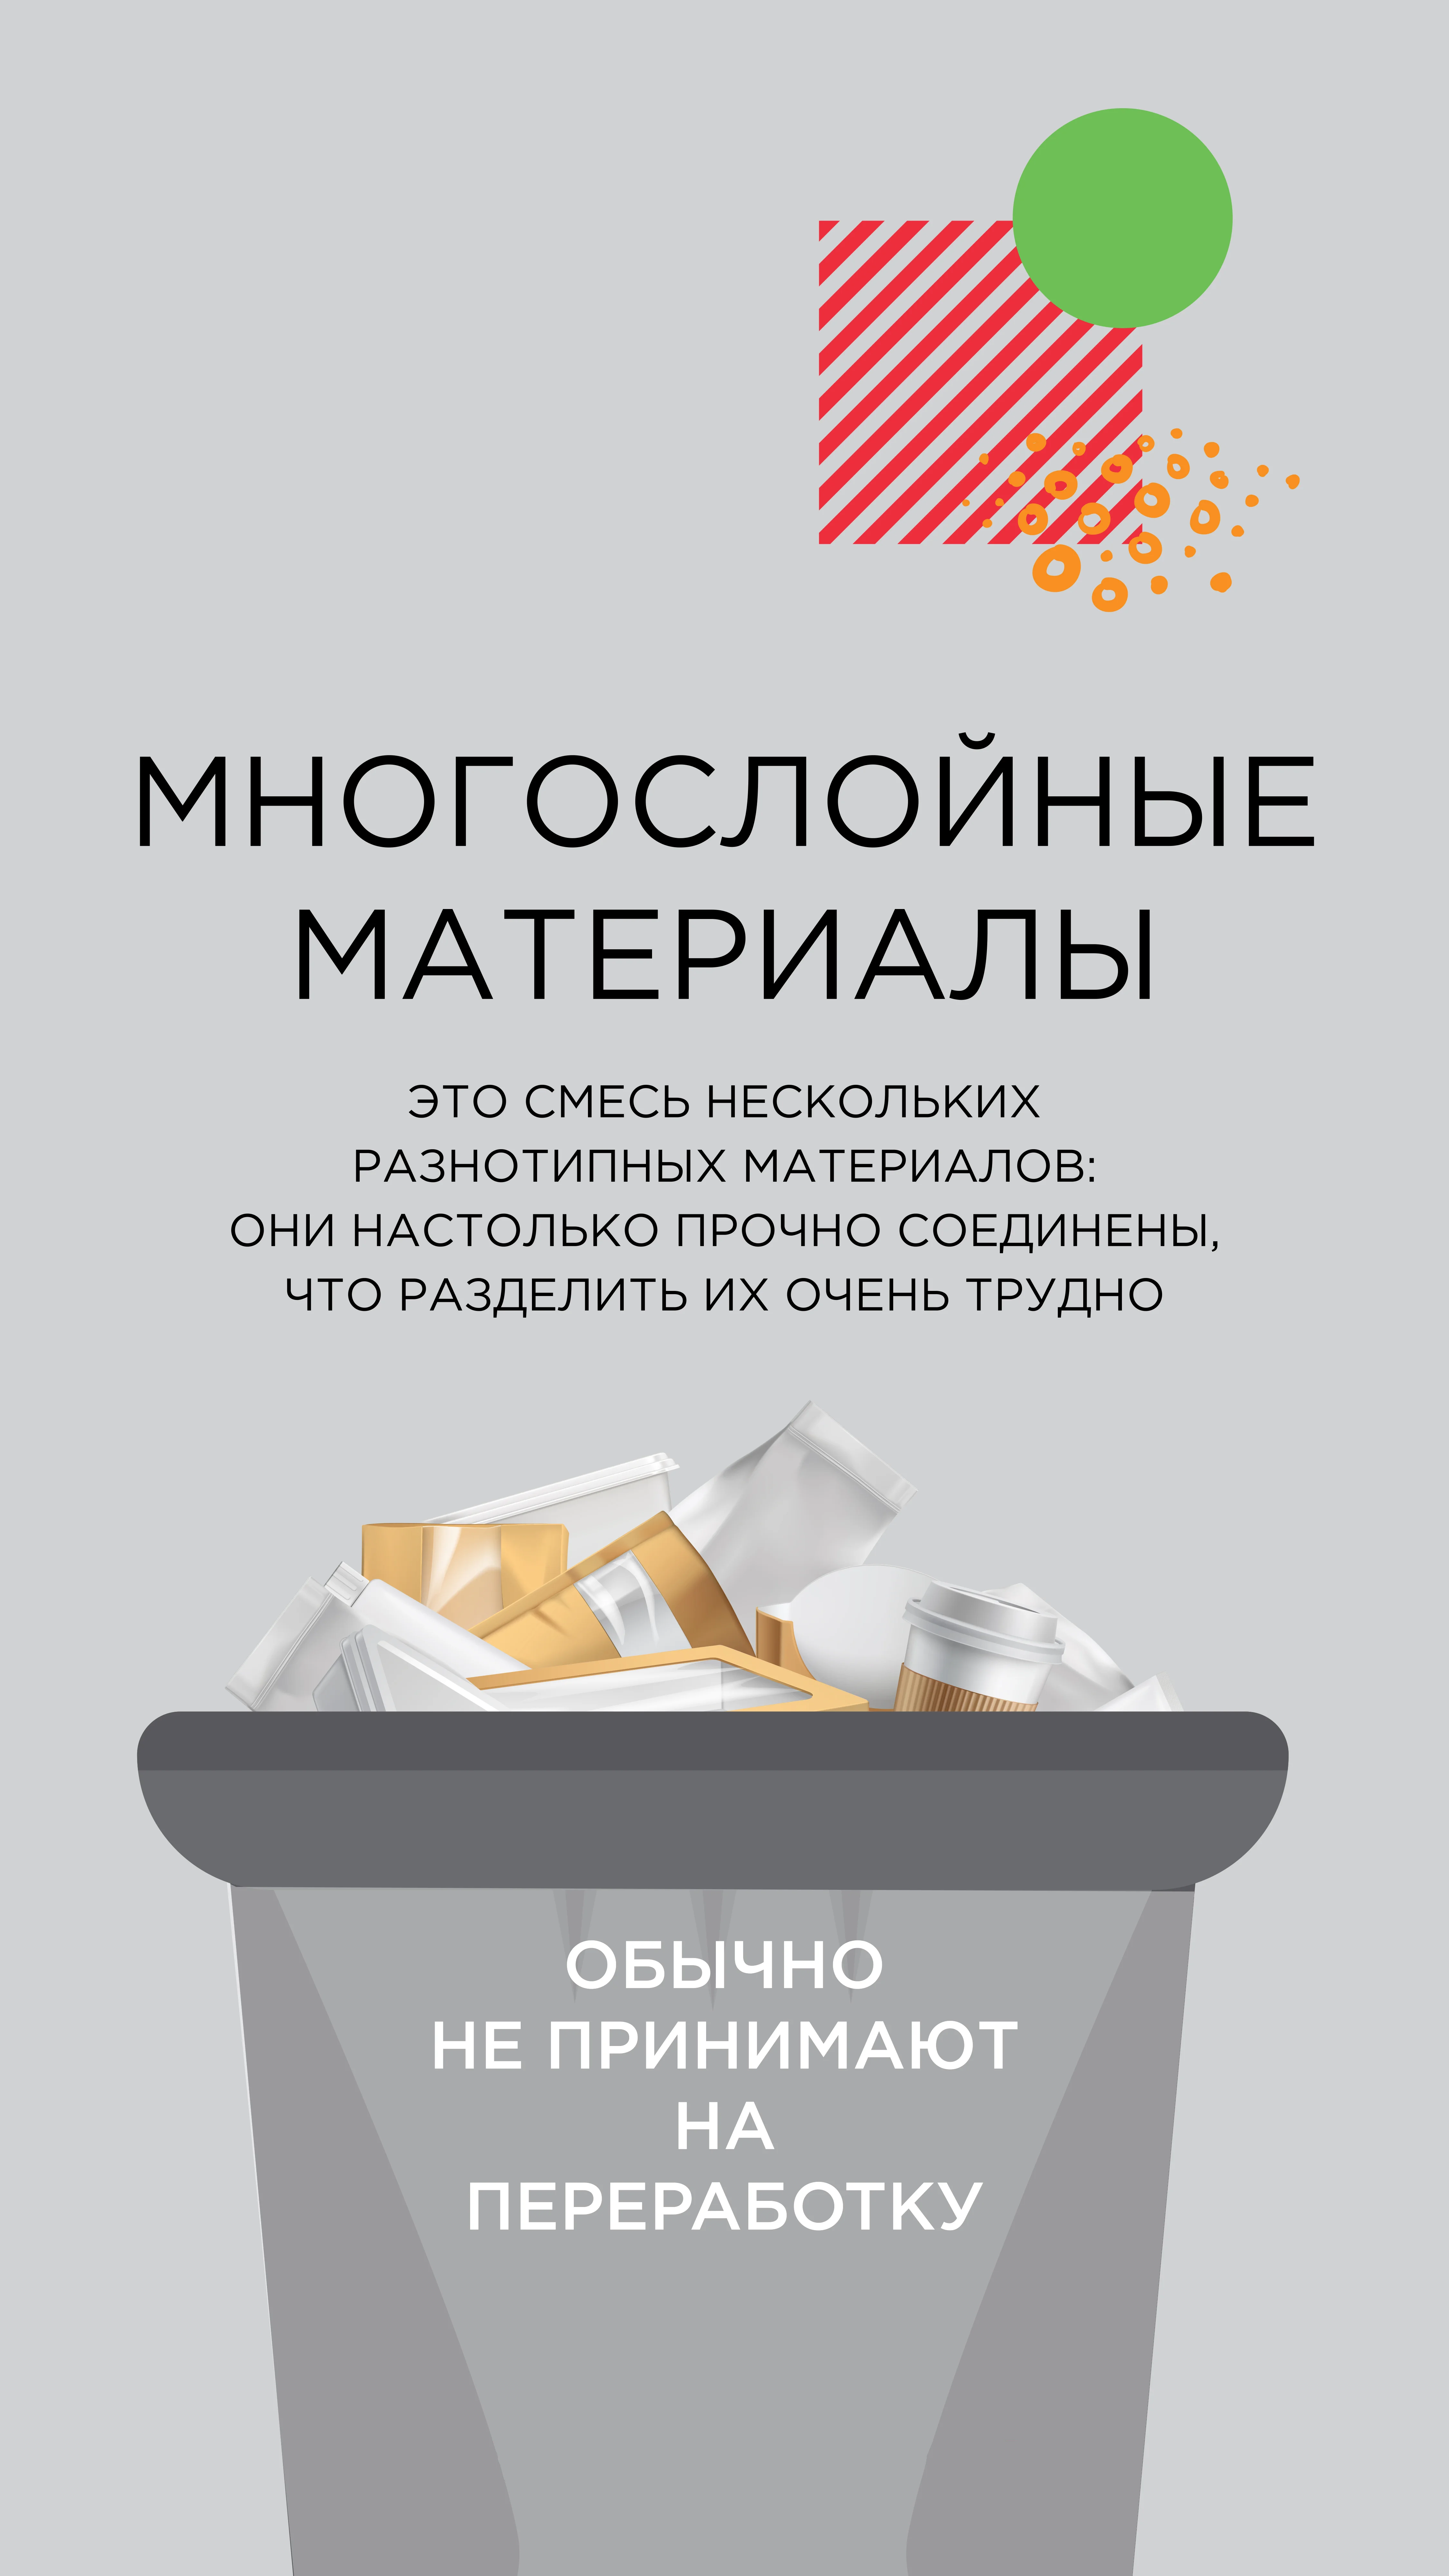 МНОГОСЛОЙНЫЕ
МАТЕРИАЛЫ
ЭТО СМЕСЬ НЕСКОЛЬКИХ
РАЗНОТИПНЫХ МАТЕРИАЛОВ:
ОНИ НАСТОЛЬКО ПРОЧНО СОЕДИНЕНЫ,
ЧТО РАЗДЕЛИТЬ ИХ ОЧЕНЬ ТРУДНО
ОБЫЧНО
НЕ ПРИНИМАЮТ
НА
ПЕРЕРАБОТКУ